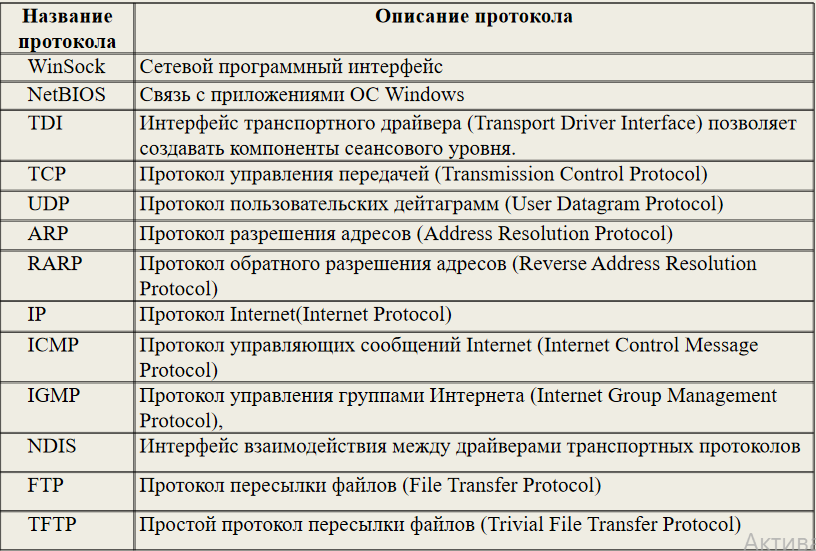 Название Описание протокола
протокола
WinSock Сетевой программный интерфейс
NetBIOS Связь с приложениями ОС Windows
TDI Интерфейс транспортного драйвера (Transport Driver Interface) позволяет
создавать компоненты сеансового уровня.
TCP Протокол управления передачей (Transmission Control Protocol)
UDP Протокол пользовательских дейтаграмм (User Datagram Protocol)
ARP Протокол разрешения адресов (Address Resolution Protocol)
RARP Протокол обратного разрешения адресов (Reverse Address Resolution
Protocol)
IP Протокол Internet(Internet Protocol)
ICMP Протокол управляющих сообщений Internet (Internet Control Message
Protocol)
IGMP Протокол управления группами Интернета (Internet Group Management
Protocol),
NDIS Интерфейс взаимодействия между драйверами транспортных протоколов
FTP Протокол пересылки файлов (File Transfer Protocol)
TFTP Простой протокол пересылки файлов (Trivial File Transfer Protocol)